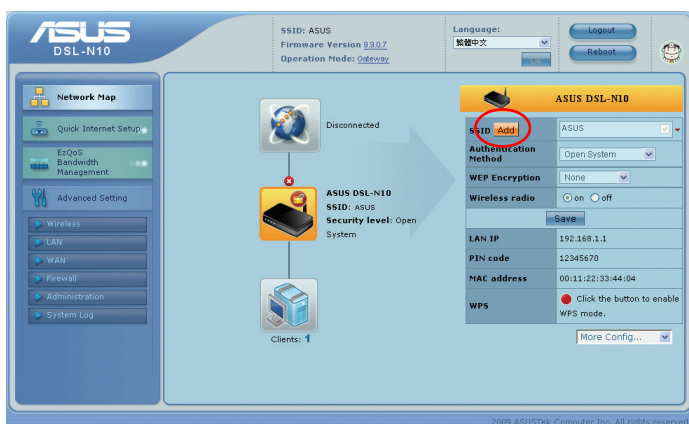 ASUS
DSL-N10
SSID: ASUS
Firmware Version 9.9.0.7
Operation Mode: Gateway
Language:
繁體中文
Logout
Reboot
Network Map
Quick Internet Setup
EzQoS
Bandwidth
Management
Advanced Setting
Wireless
LAN
WAN
Firewall
Administration
System Log
Disconnected
ASUS DSL-N10
SSID: ASUS
Security level: Open
System
Clients: 1
ASUS DSL-N10
SSID Add ASUS
Authentication
Method Open System
WEP Encryption None
Wireless radio on off
Save
LAN IP 192.168.1.1
PIN code 12345670
MAC address 00:11:22:33:44:04
WPS Click the button to enable
WPS mode.
More Config...
2009 ASUSTek Computer Inc. All rights reserved